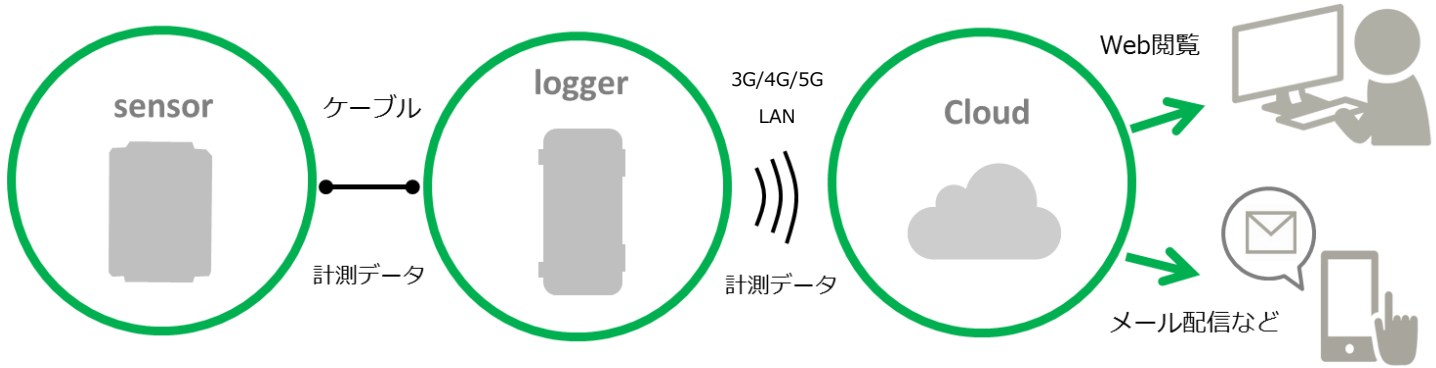 sensor
ケーブル
計測データ
logger
3G/4G/5G
LAN
計測データ
Cloud
Web閲覧
メール配信など